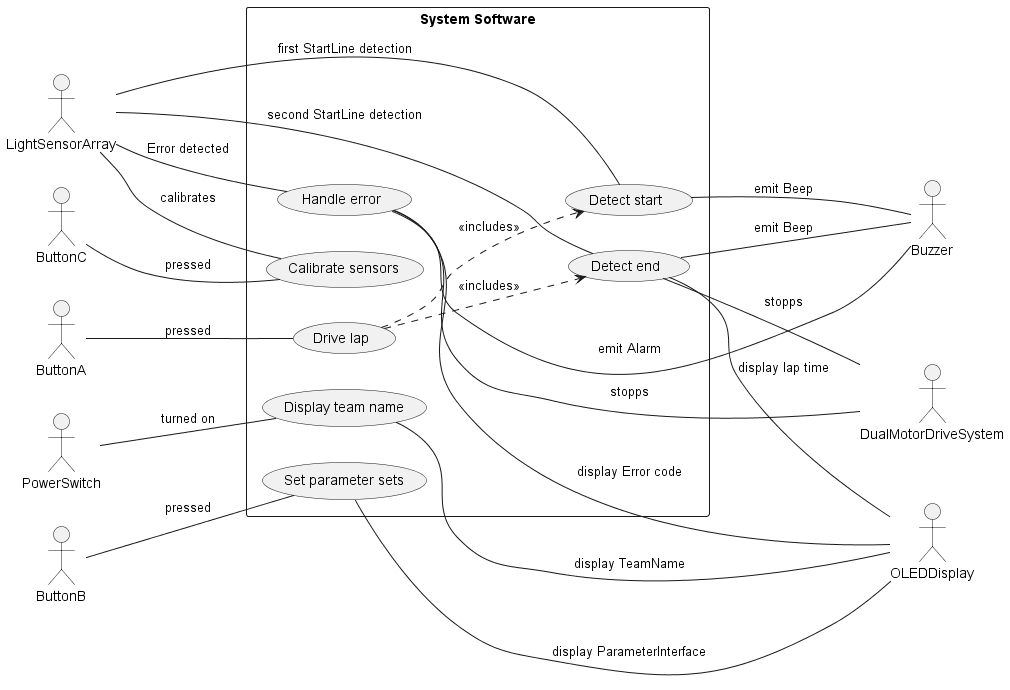 System Software
first StartLine detection
LightSensorArray
second StartLine detection
Error detected
calibrates
Handle error
Detect start
emit Beep
Buzzer
ButtonC
pressed
Calibrate sensors
«includes»
Detect end
emit Beep
«includes»
stopps
ButtonA
pressed
Drive lap
emit Alarm
display lap time
stopps
DualMotorDriveSystem
PowerSwitch
turned on
Display team name
Set parameter sets
display Error code
ButtonB
pressed
display TeamName
OLEDDisplay
display ParameterInterface